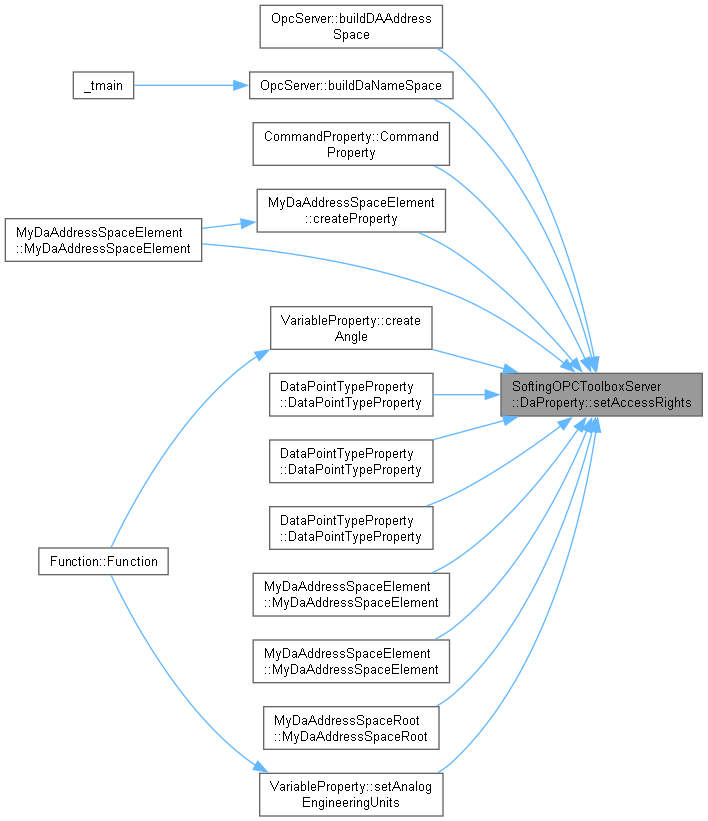 OpcServer::buildDAAddress
Space
_tmain
OpcServer::buildDaNameSpace
CommandProperty::Command
Property
MyDaAddressSpaceElement
::createProperty
MyDaAddressSpaceElement
::MyDaAddressSpaceElement
VariableProperty::create
Angle
SoftingOPCToolboxServer
::DaProperty::setAccessRights
DataPointTypeProperty
::DataPointTypeProperty
DataPointTypeProperty
::DataPointTypeProperty
DataPointTypeProperty
::DataPointTypeProperty
Function::Function
MyDaAddressSpaceElement
::MyDaAddressSpaceElement
MyDaAddressSpaceElement
::MyDaAddressSpaceElement
MyDaAddressSpaceRoot
::MyDaAddressSpaceRoot
VariableProperty::setAnalog
EngineeringUnits